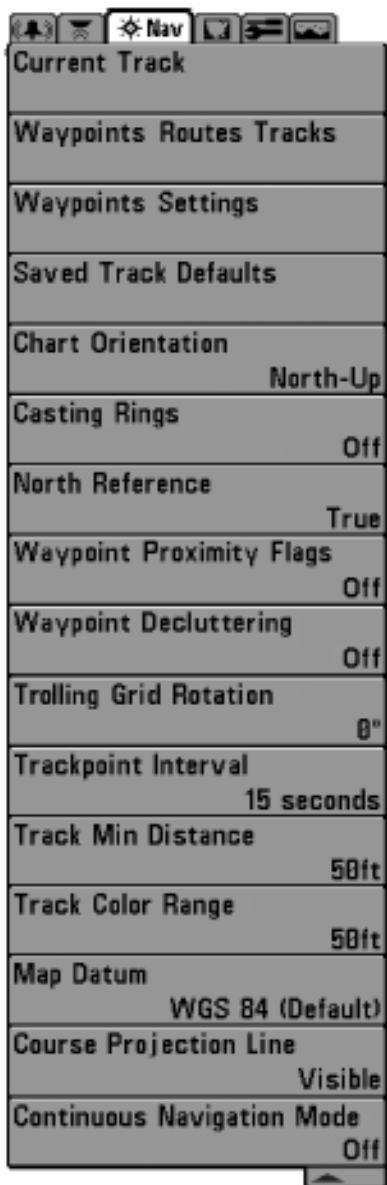 Nav
Current Track
Waypoints Routes Tracks
Waypoints Settings
Saved Track Defaults
Chart Orientation
North-Up
Casting Rings
Off
North Reference
True
Waypoint Proximity Flags
Off
Waypoint Decluttering
Off
Trolling Grid Rotation
0°
Trackpoint Interval
15 seconds
Track Min Distance
50ft
Track Color Range
50ft
Map Datum
WGS 84 (Default)
Course Projection Line
Visible
Continuous Navigation Mode
Off